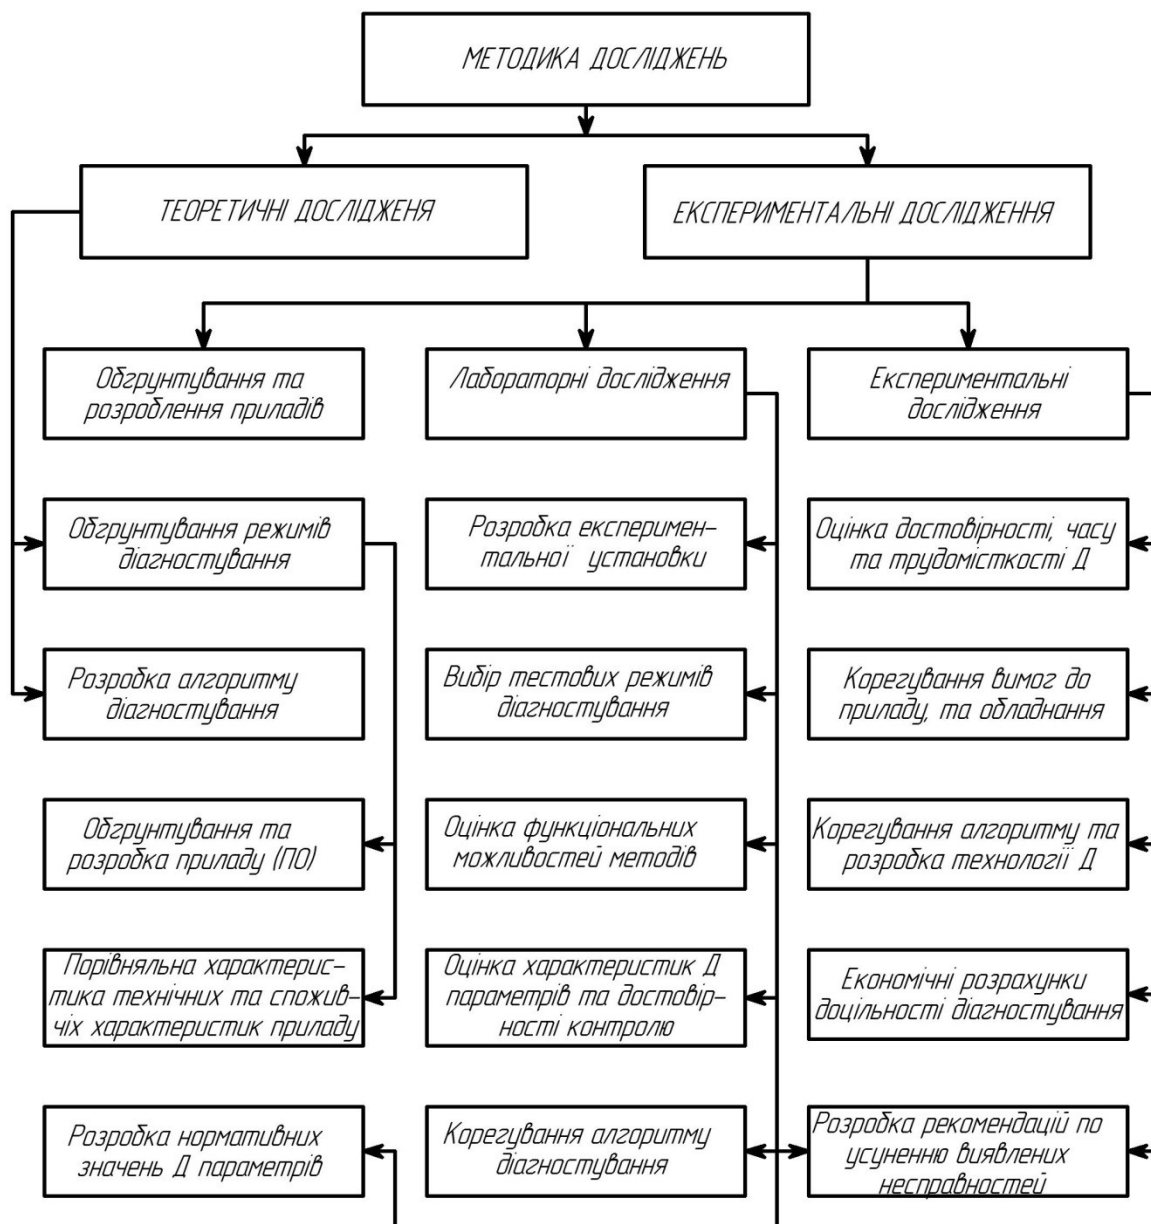 МЕТОДИКА ДОСЛІДЖЕНЬ
ТЕОРЕТИЧНІ ДОСЛІДЖЕНЯ
ЕКСПЕРИМЕНТАЛЬНІ ДОСЛІДЖЕННЯ
Обгрунтування та
розроблення приладів
Лабораторні дослідження
Експериментальні
дослідження
Обгрунтування режимів
діагностування
Розробка експеримен-
тальної установки
Оцінка достовірності, часу
та трудомісткості Д
Розробка алгоритму
діагностування
Вибір тестових режимів
діагностування
Корегування вимог до
приладу, та обладнання
Обгрунтування та
розробка приладу (ПО)
Оцінка функціональних
можливостей методів
Корегування алгоритму та
розробка технології Д
Порівняльна характерис-
тика технічних та спожив-
чіх характеристик приладу
Оцінка характеристик Д
параметрів та достовір-
ності контролю
Економічні розрахунки
доцільності діагностування
Розробка нормативних
значень Д параметрів
Корегування алгоритму
діагностування
Розробка рекомендацій по
усуненню виявлених
несправностей